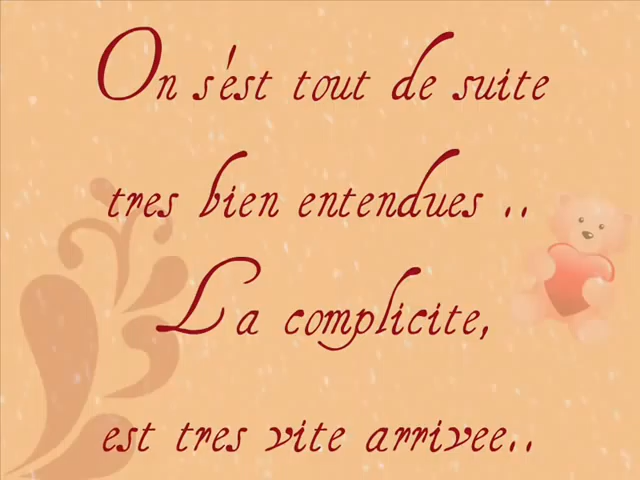 On s'est tout de suite
tres bien entendues ..
La complicite,
est tres vite arrivee..